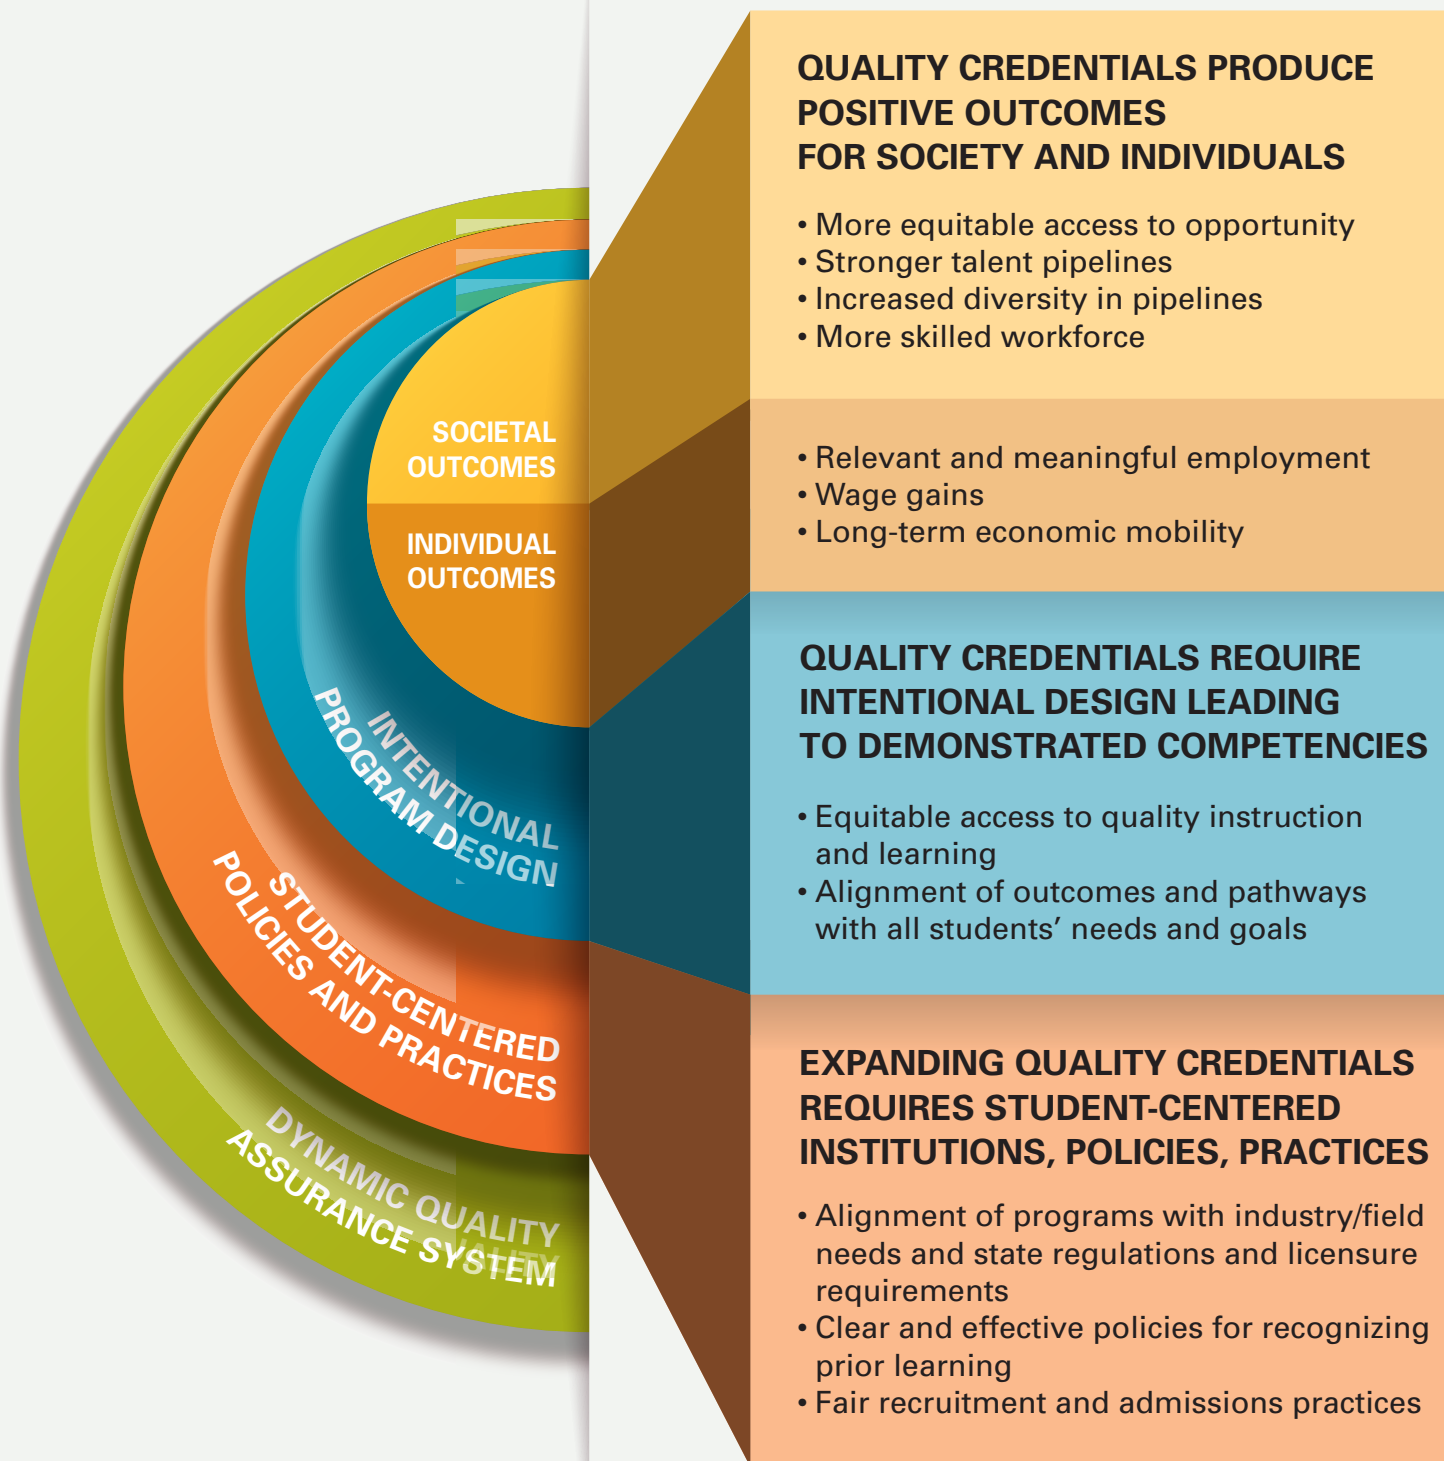 SOCIETAL
OUTCOMES
INDIVIDUAL
OUTCOMES
INTENTIONAL
PROGRAM DESIGN
STUDENT-CENTERED
POLICIES AND PRACTICES
DYNAMIC QUALITY
ASSURANCE SYSTEM
QUALITY CREDENTIALS PRODUCE
POSITIVE OUTCOMES
FOR SOCIETY AND INDIVIDUALS
• More equitable access to opportunity
• Stronger talent pipelines
• Increased diversity in pipelines
• More skilled workforce
• Relevant and meaningful employment
• Wage gains
• Long-term economic mobility
QUALITY CREDENTIALS REQUIRE
INTENTIONAL DESIGN LEADING
TO DEMONSTRATED COMPETENCIES
• Equitable access to quality instruction
and learning
• Alignment of outcomes and pathways
with all students’ needs and goals
EXPANDING QUALITY CREDENTIALS
REQUIRES STUDENT-CENTERED
INSTITUTIONS, POLICIES, PRACTICES
• Alignment of programs with industry/field
needs and state regulations and licensure
requirements
• Clear and effective policies for recognizing
prior learning
• Fair recruitment and admissions practices